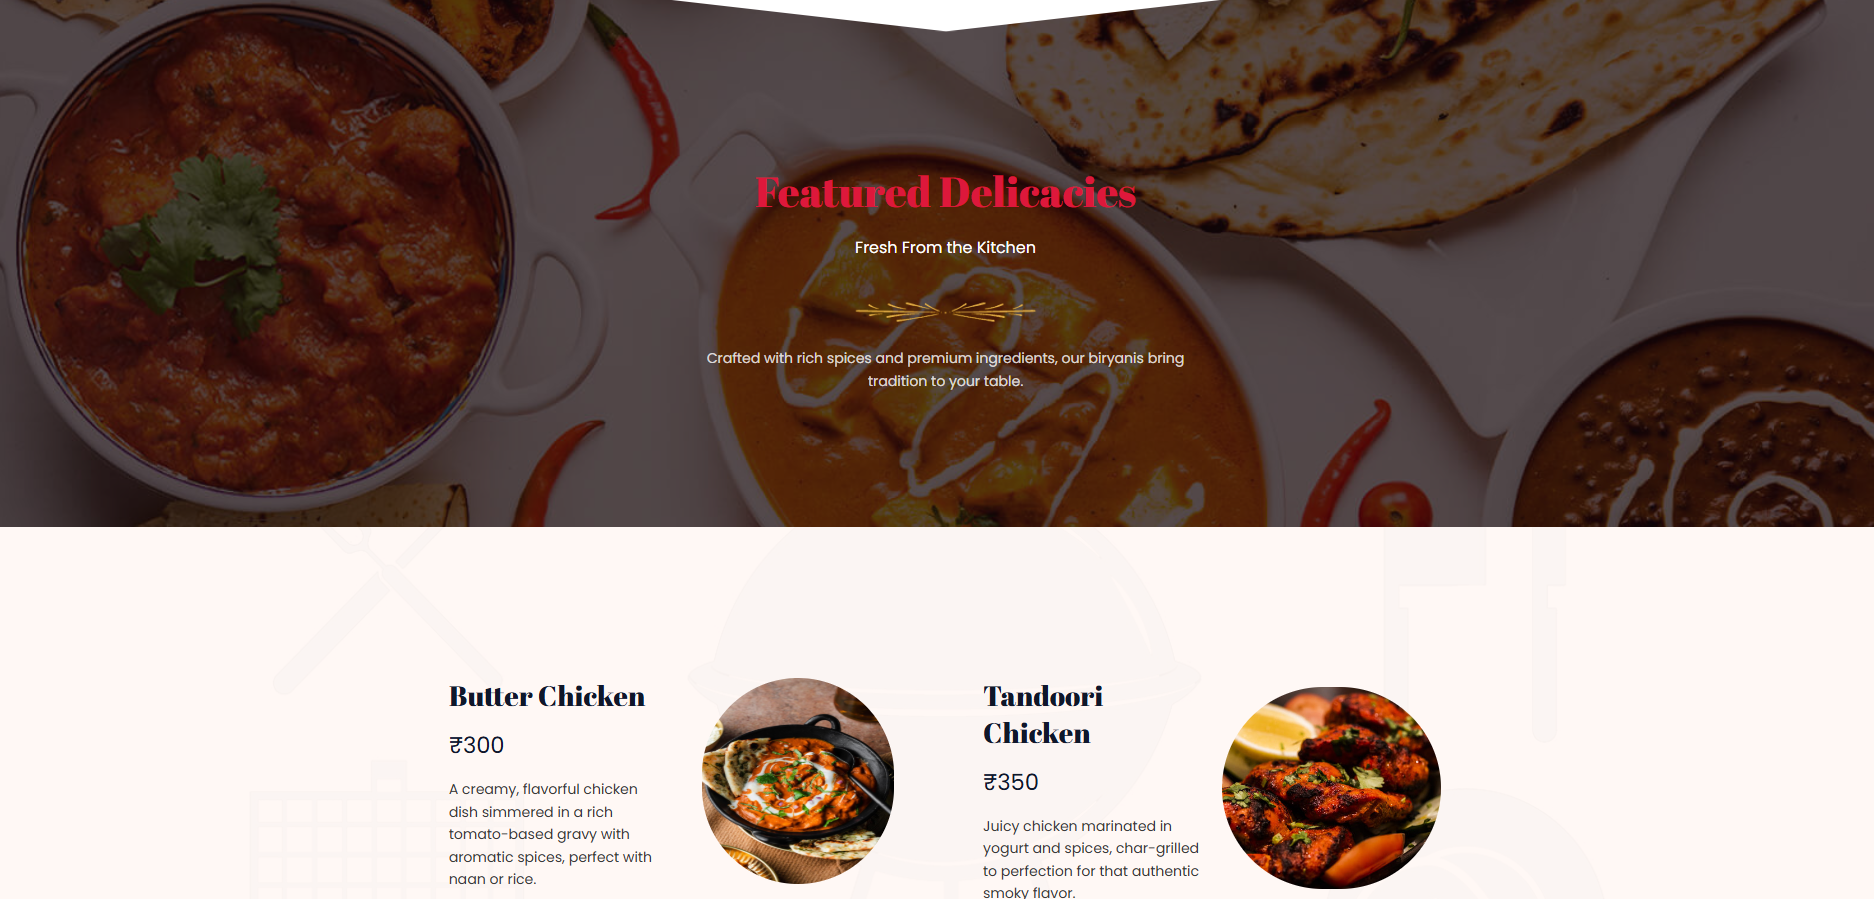 Featured Delicacies
Fresh From the Kitchen
Crafted with rich spices and premium ingredients, our biryanis bring
tradition to your table.
Butter Chicken
₹300
A creamy, flavorful chicken
dish simmered in a rich
tomato-based gravy with
aromatic spices, perfect with
naan or rice.
Tandoori
Chicken
₹350
Juicy chicken marinated in
yogurt and spices, char-grilled
to perfection for that authentic
smoky flavor.